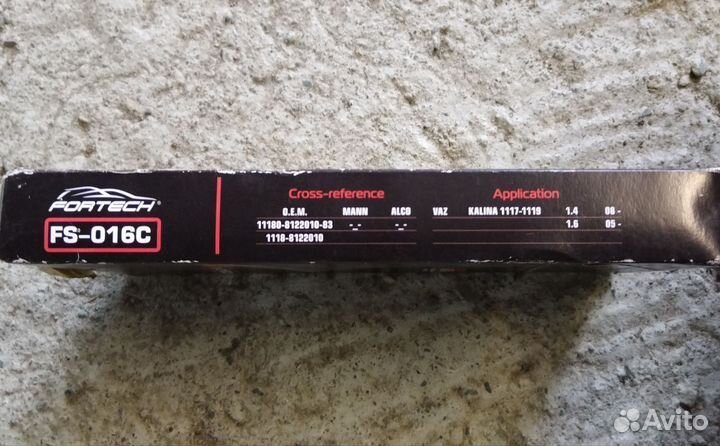 FORTECH®
FS-016C
Cross-reference
O.E.M. MANN ALCO
11180-8122010-83 -.- -.-
1118-8122010
Application
VAZ KALINA 1117-1119 1.4 06 -
1.6 05 -
Avito